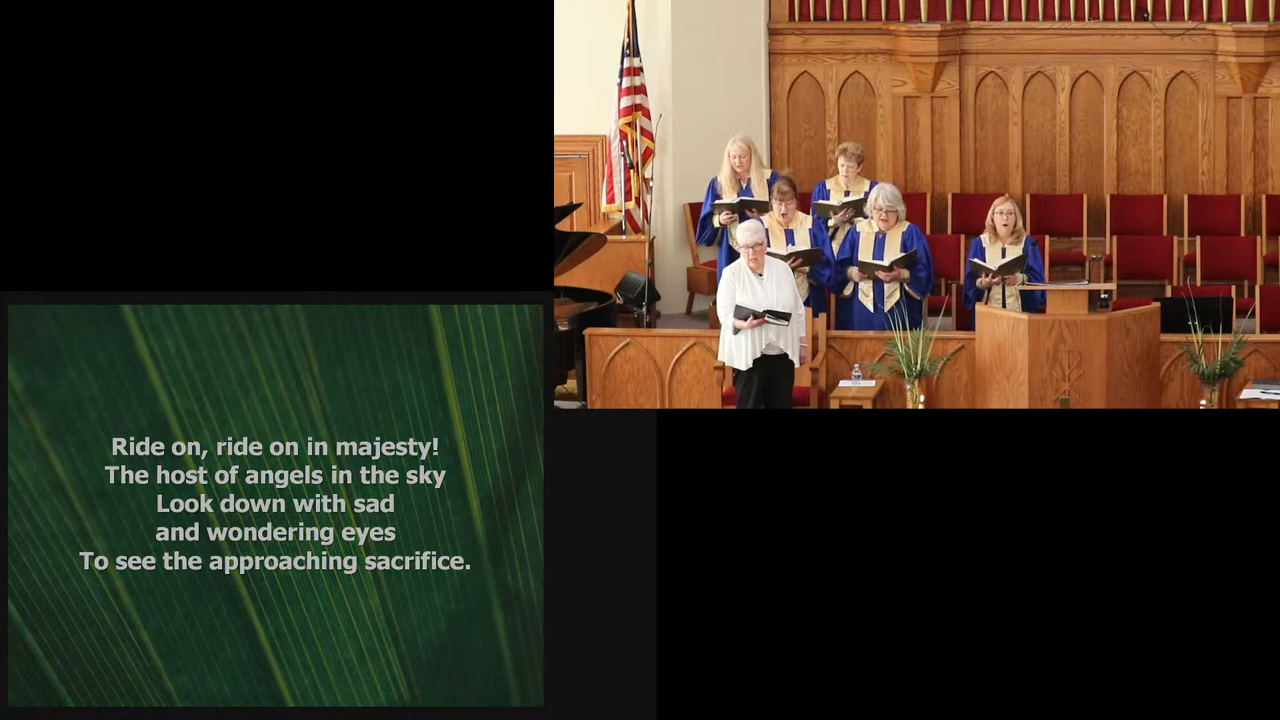 Ride on, ride on in majesty!
The host of angels in the sky
Look down with sad
and wondering eyes
To see the approaching sacrifice.